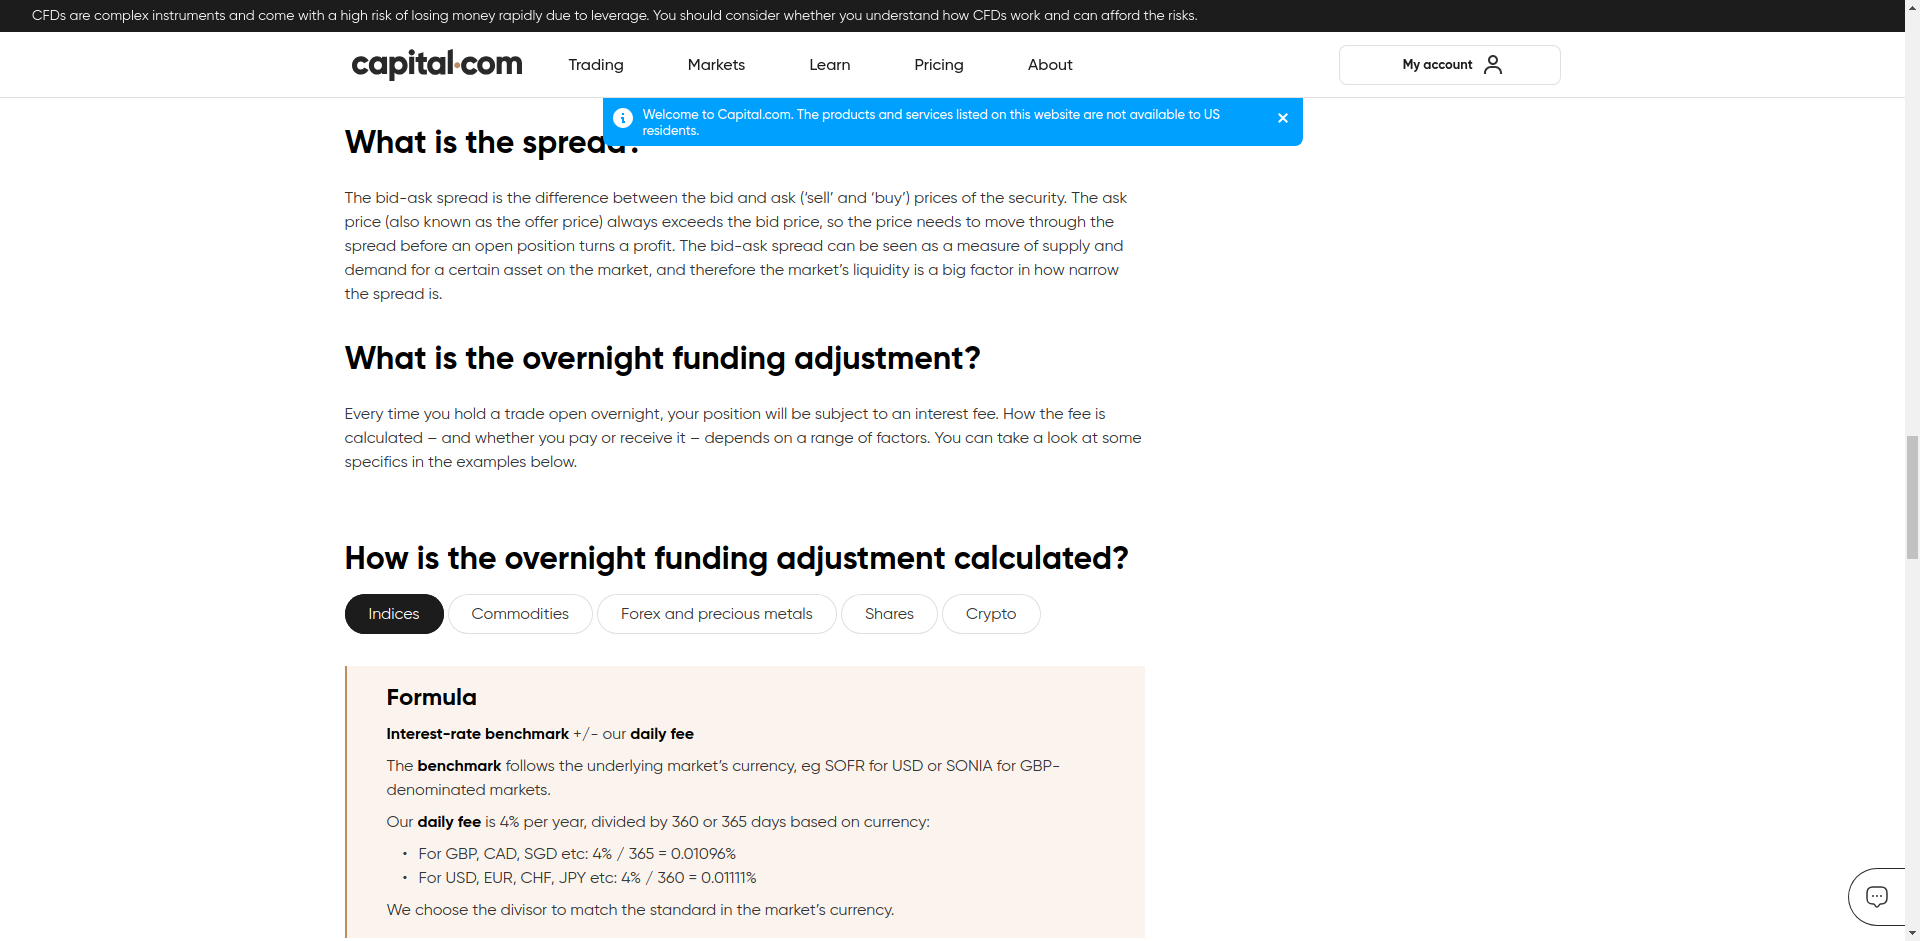 CFDs are complex instruments and come with a high risk of losing money rapidly due to leverage. You should consider whether you understand how CFDs work and can afford the risks.
capital.com
Trading
Markets
Learn
Pricing
About
My account
Welcome to Capital.com. The products and services listed on this website are not available to US
residents.
What is the spread?
The bid-ask spread is the difference between the bid and ask (‘sell’ and ‘buy’) prices of the security. The ask
price (also known as the offer price) always exceeds the bid price, so the price needs to move through the
spread before an open position turns a profit. The bid-ask spread can be seen as a measure of supply and
demand for a certain asset on the market, and therefore the market’s liquidity is a big factor in how narrow
the spread is.
What is the overnight funding adjustment?
Every time you hold a trade open overnight, your position will be subject to an interest fee. How the fee is
calculated – and whether you pay or receive it – depends on a range of factors. You can take a look at some
specifics in the examples below.
How is the overnight funding adjustment calculated?
Indices
Commodities
Forex and precious metals
Shares
Crypto
Formula
Interest-rate benchmark +/- our daily fee
The benchmark follows the underlying market’s currency, eg SOFR for USD or SONIA for GBP-
denominated markets.
Our daily fee is 4% per year, divided by 360 or 365 days based on currency:
• For GBP, CAD, SGD etc: 4% / 365 = 0.01096%
• For USD, EUR, CHF, JPY etc: 4% / 360 = 0.01111%
We choose the divisor to match the standard in the market’s currency.